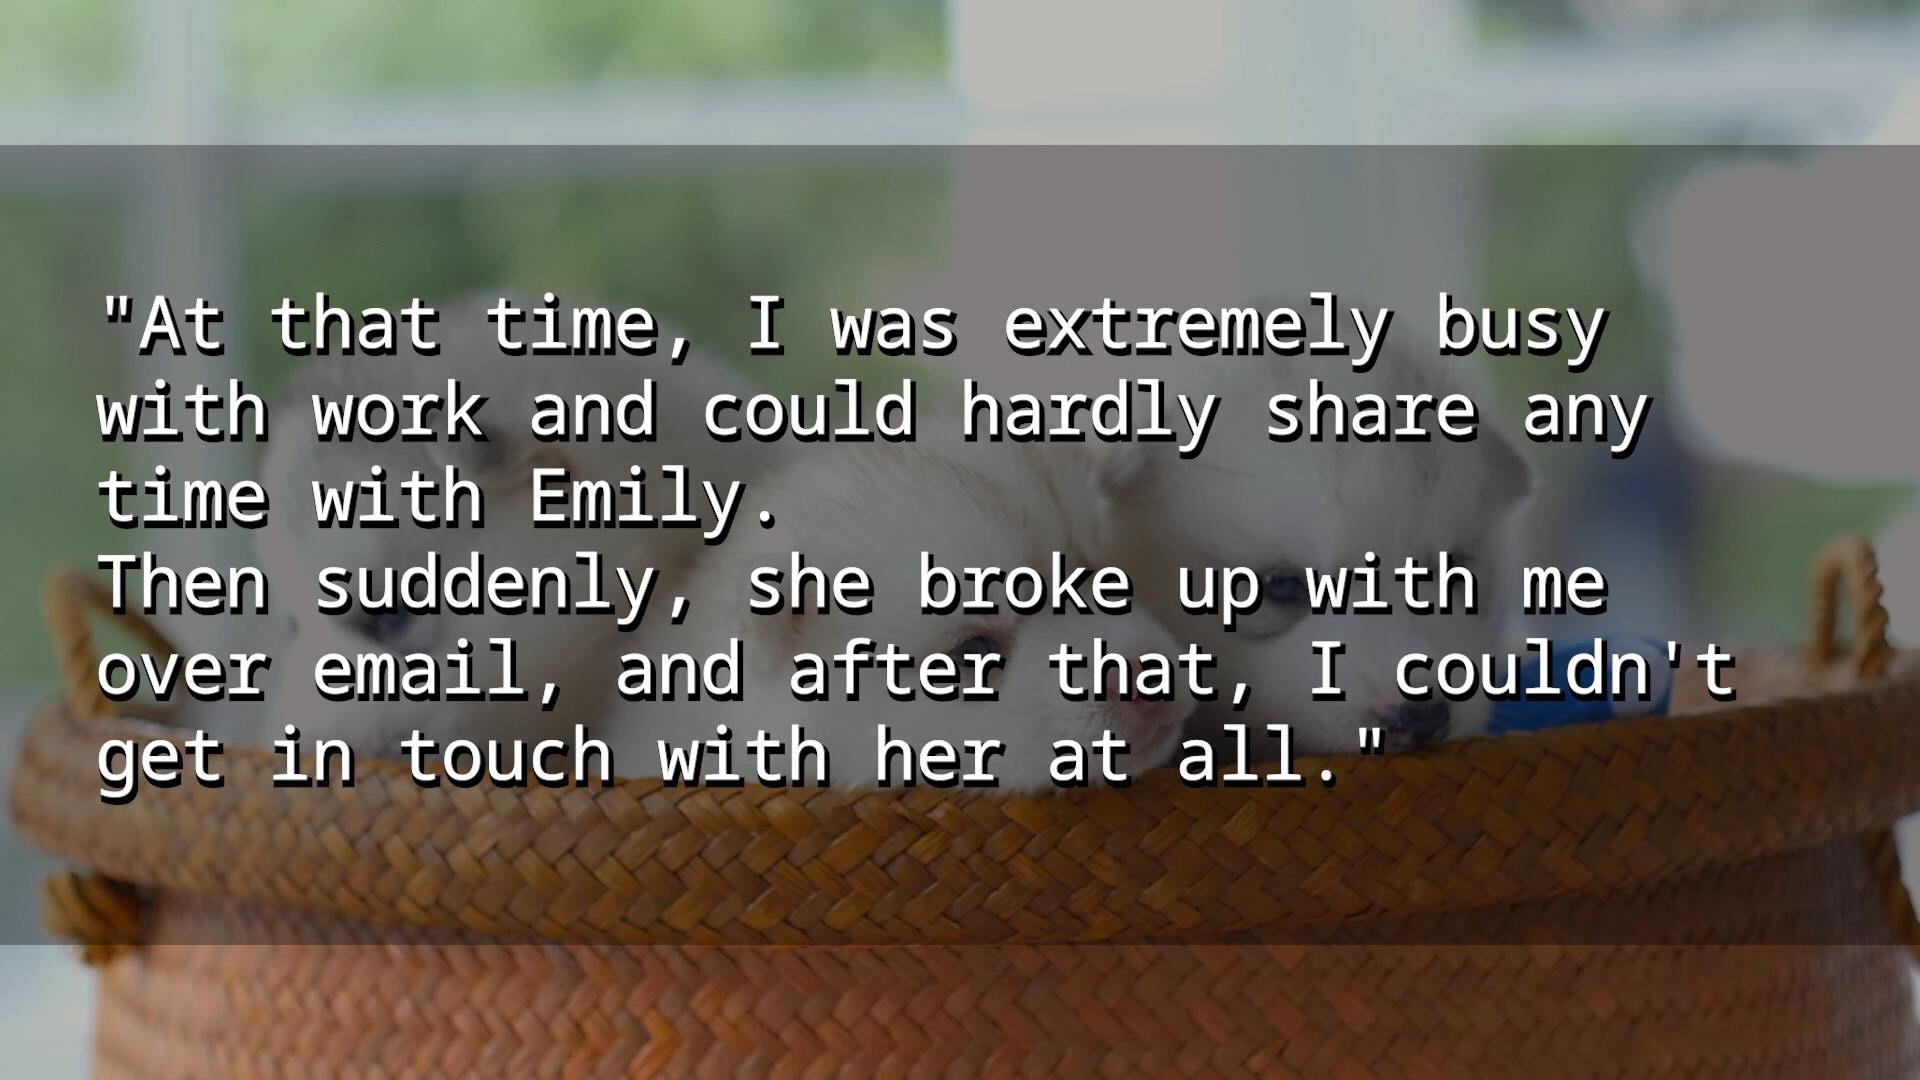 "At that time, I was extremely busy
with work and could hardly share any
time with Emily.
Then suddenly, she broke up with me
over email, and after that, I couldn't
get in touch with her at all."